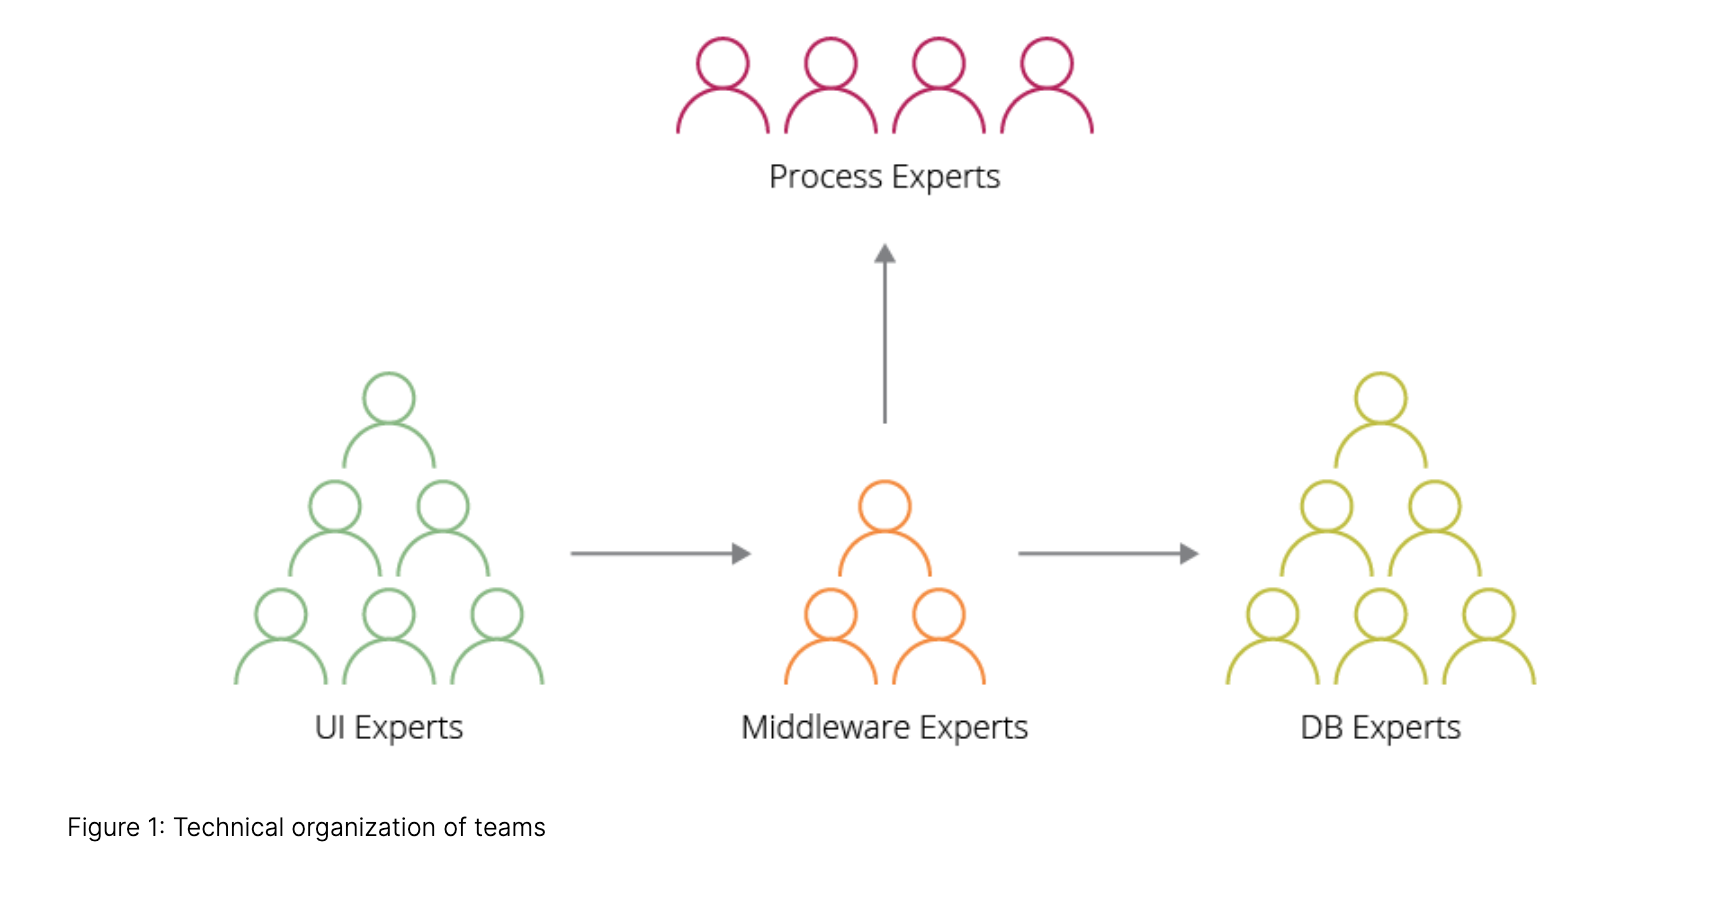 Process Experts
UI Experts
Middleware Experts
DB Experts
Figure 1: Technical organization of teams